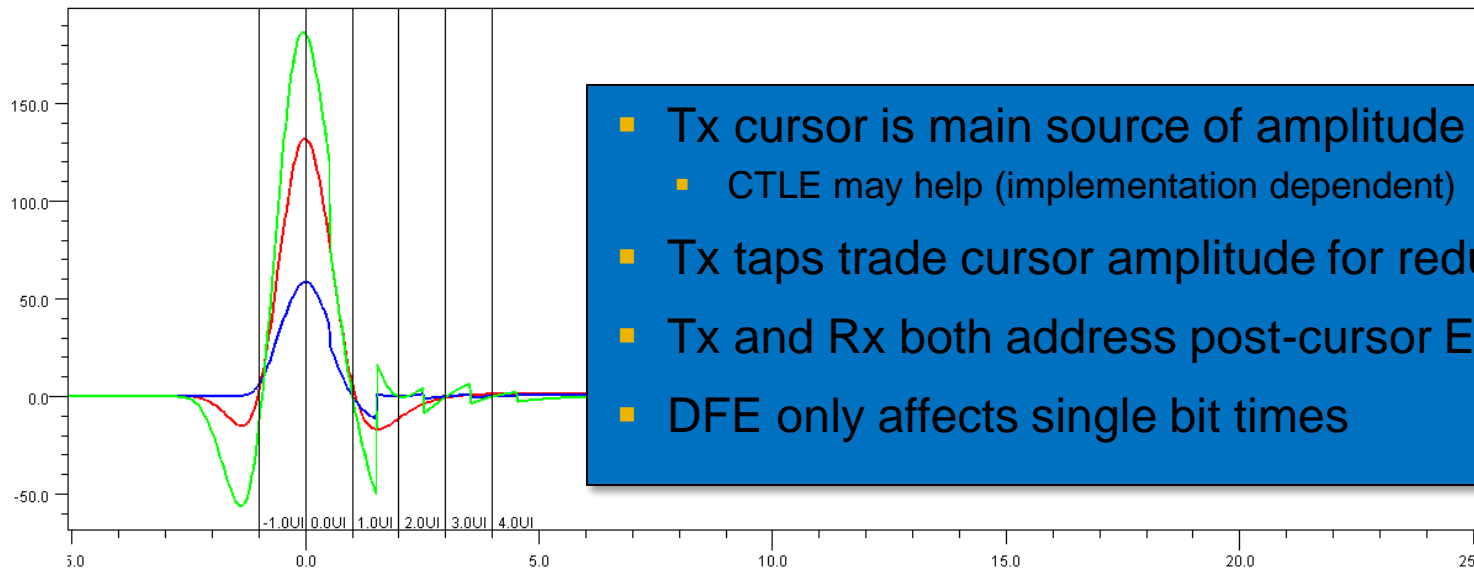 150.0
100.0
50.0
0.0
-50.0
-1.0UI 0.0UI 1.0UI 2.0UI 3.0UI 4.0UI
5.0 0.0 5.0 10.0 15.0 20.0 25
Tx cursor is main source of amplitude
CTLE may help (implementation dependent)
Tx taps trade cursor amplitude for
Tx and Rx both address post-cursor
DFE only affects single bit times